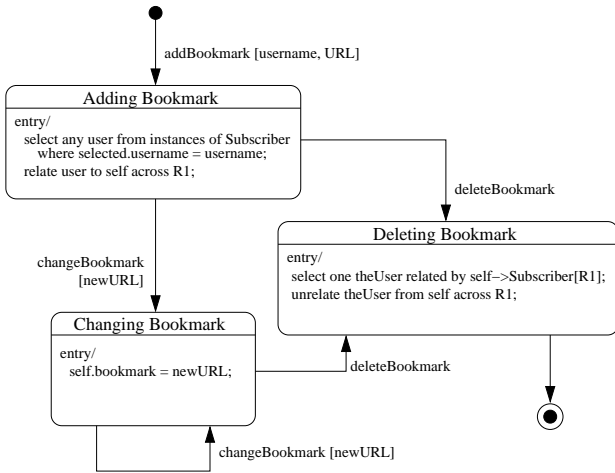 addBookmark [username, URL]
Adding Bookmark
entry/
select any user from instances of Subscriber
where selected.username = username;
relate user to self across R1;
deleteBookmark
Deleting Bookmark
entry/
select one theUser related by self−>Subscriber[R1];
unrelate theUser from self across R1;
changeBookmark
[newURL]
Changing Bookmark
entry/
self.bookmark = newURL;
deleteBookmark
changeBookmark [newURL]